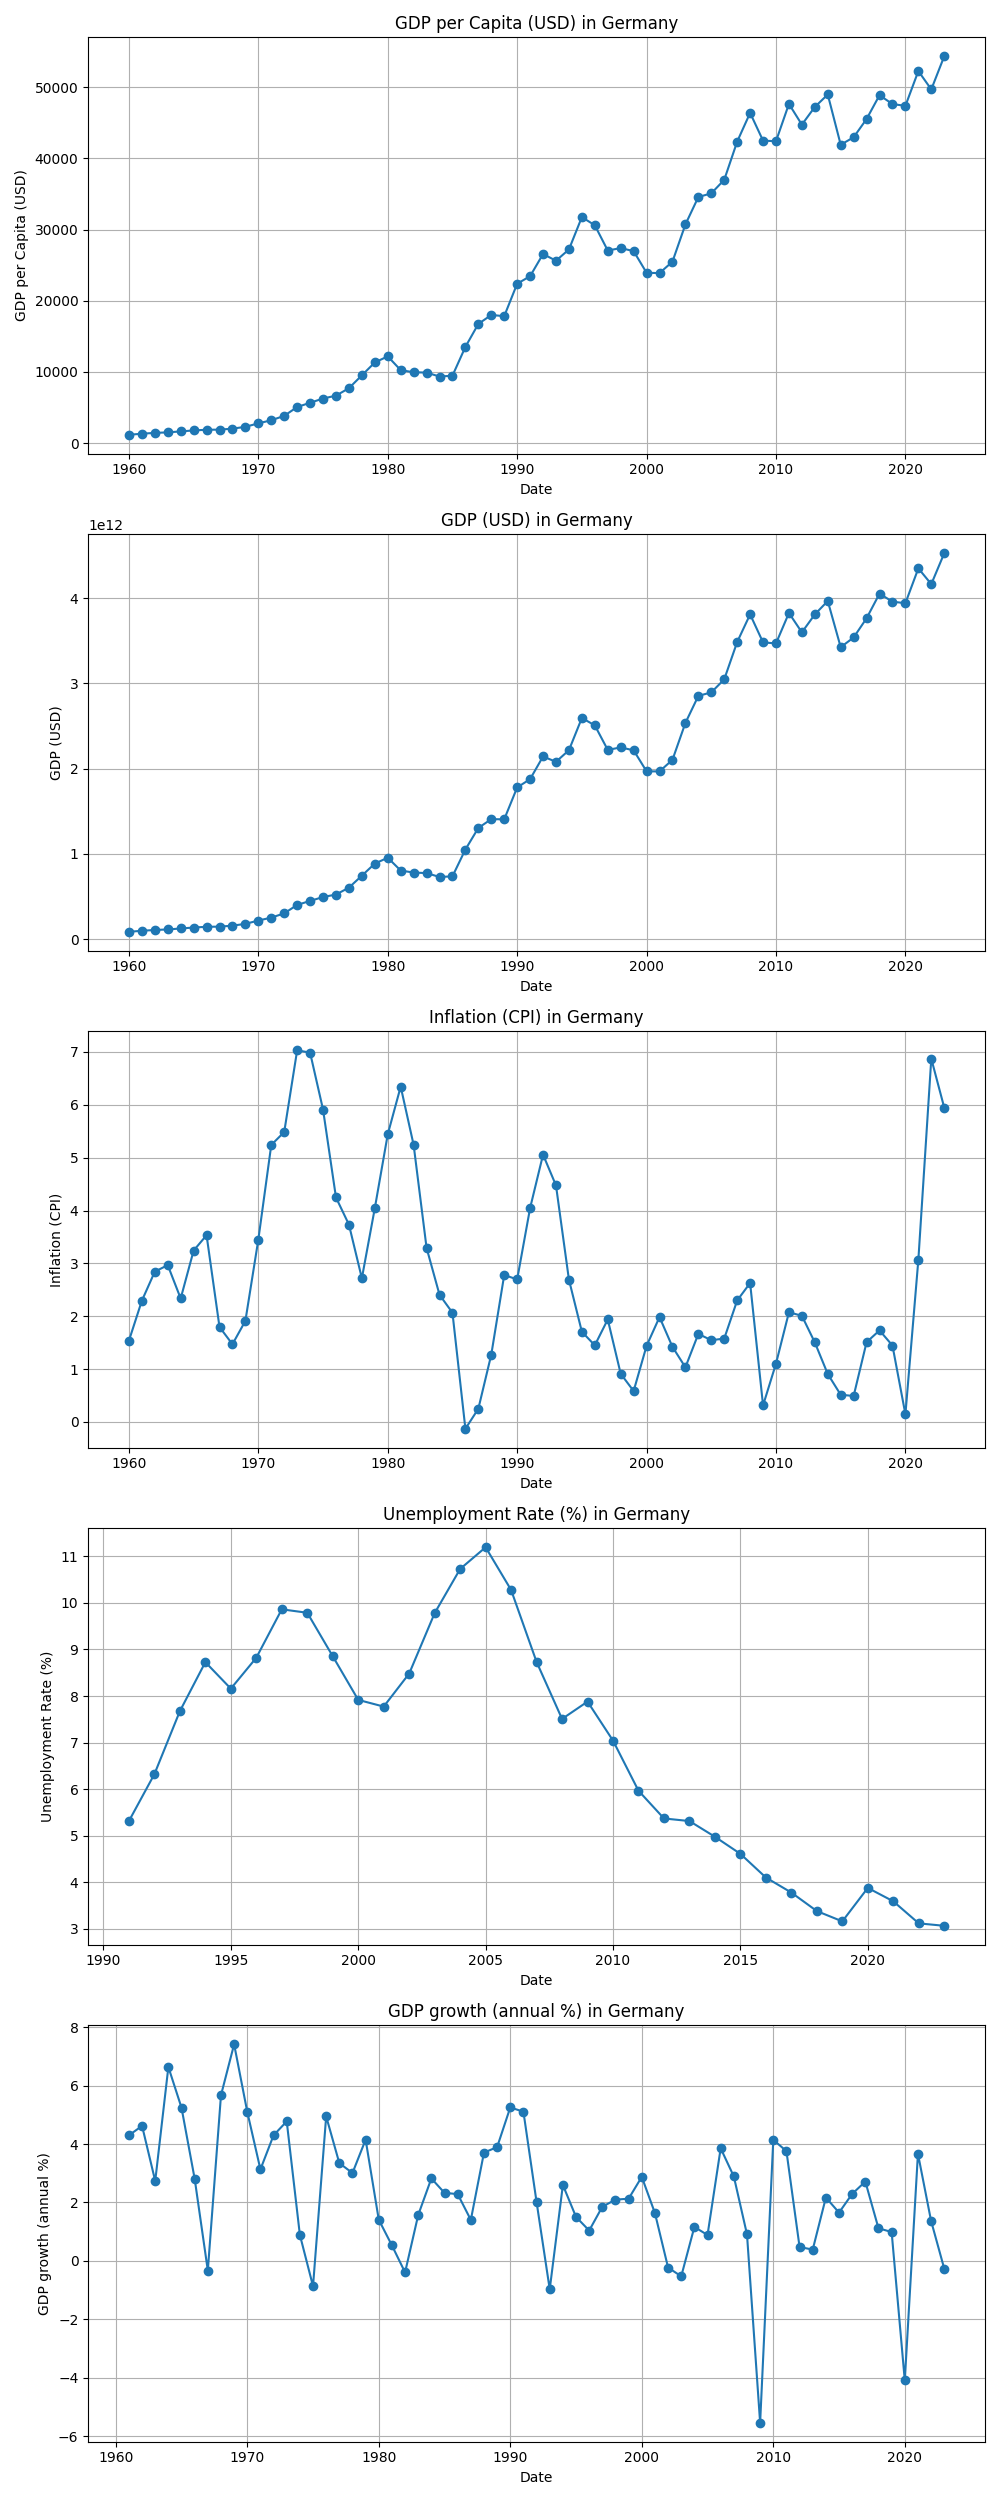 GDP per Capita (USD) in Germany
50000
40000
30000
20000
10000
0
GDP per Capita (USD)
1960 1970 1980 1990 2000 2010 2020
Date
GDP (USD) in Germany
1e12
4
3
2
1
0
GDP (USD)
1960 1970 1980 1990 2000 2010 2020
Date
Inflation (CPI) in Germany
7
6
5
4
3
2
1
0
Inflation (CPI)
1960 1970 1980 1990 2000 2010 2020
Date
Unemployment Rate (%) in Germany
11
10
9
8
7
6
5
4
3
Unemployment Rate (%)
1990 1995 2000 2005 2010 2015 2020
Date
GDP growth (annual %) in Germany
8
6
4
2
0
−2
−4
−6
GDP growth (annual %)
1960 1970 1980 1990 2000 2010 2020
Date